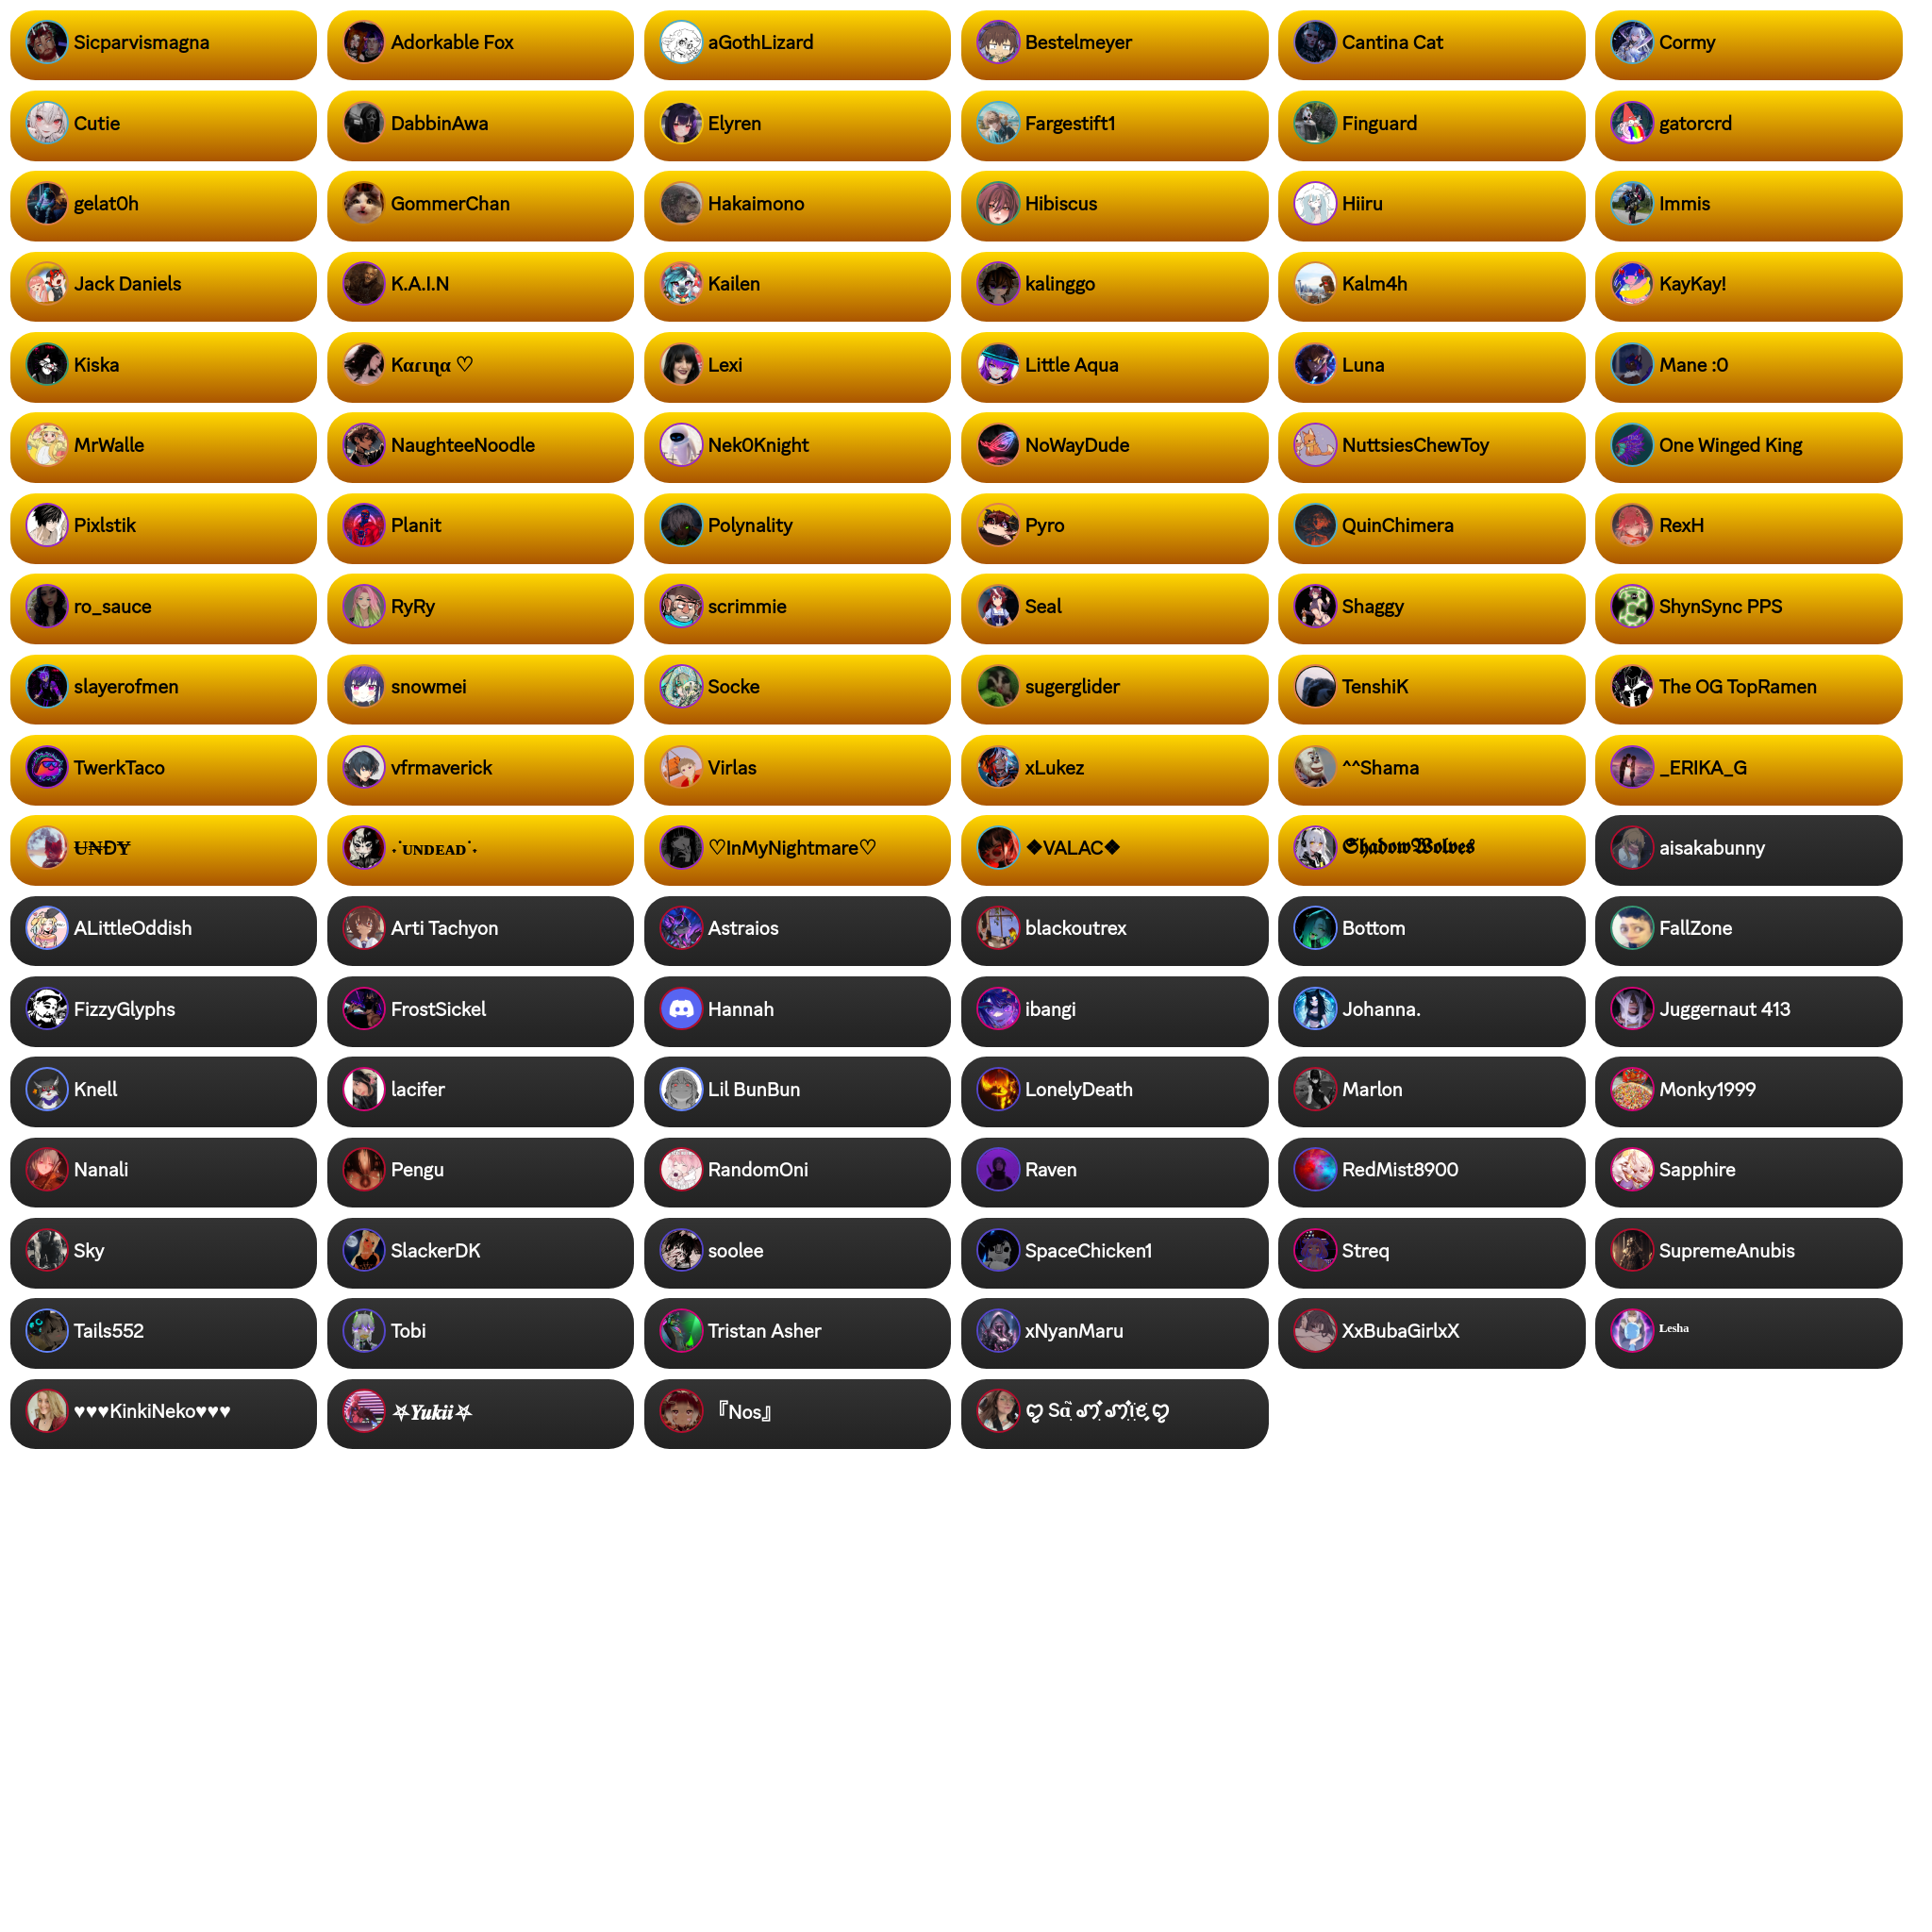 Sicparvismagna Adorkable Fox aGothLizard Bestelmeyer Cantina Cat Cormy
Cutie DabbinAwa Elyren Fargestift1 Finguard gatorcrd
gelat0h GommerChan Hakaimono Hibiscus Hiiru Immis
Jack Daniels K.A.I.N Kailen kalinggo Kalm4h KayKay!
Kiska Kαɾιɳα ♡ Lexi Little Aqua Luna Mane :0
MrWalle NaughteeNoodle Nek0Knight NoWayDude NuttsiesChewToy One Winged King
Pixlstik Planit Polynality Pyro QuinChimera RexH
ro_sauce RyRy scrimmie Seal Shaggy ShynSync PPS
slayerofmen snowmei Socke sugerglider TenshiK The OG TopRamen
TwerkTaco vfrmaverick Virlas xLukez ^^Shama _ERIKA_G
U̶N̶D̶Y̶ ˖˙ᴜɴᴅᴇᴀᴅ˙˖ ♡InMyNightmare♡ ❖VALAC❖ 𝕾𝖍𝖆𝖉𝖔𝖜𝖂𝖔𝖑𝖛𝖊𝖘 aisakabunny
ALittleOddish Arti Tachyon Astraios blackoutrex Bottom FallZone
FizzyGlyphs FrostSickel Hannah ibangi Johanna. Juggernaut 413
Knell lacifer Lil BunBun LonelyDeath Marlon Monky1999
Nanali Pengu RandomOni Raven RedMist8900 Sapphire
Sky SlackerDK soolee SpaceChicken1 Streq SupremeAnubis
Tails552 Tobi Tristan Asher xNyanMaru XxBubaGirlxX Lesha
♥♥♥KinkiNeko♥♥♥ ⛧𝒀𝒖𝒌𝒊𝒊⛧ 『Nos』